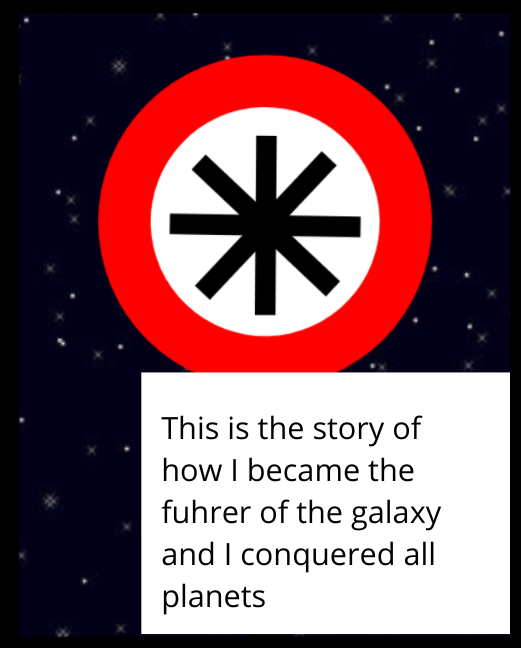 This is the story of
how I became the
fuhrer of the galaxy
and I conquered all
planets